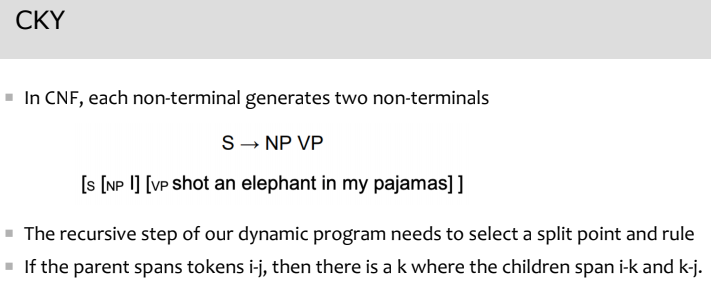 CKY
In CNF, each non-terminal generates two non-terminals
S → NP VP
[S [NP I] [VP shot an elephant in my pajamas] ]
The recursive step of our dynamic program needs to select a split point and rule
If the parent spans tokens i-j, then there is a k where the children span i-k and k-j.